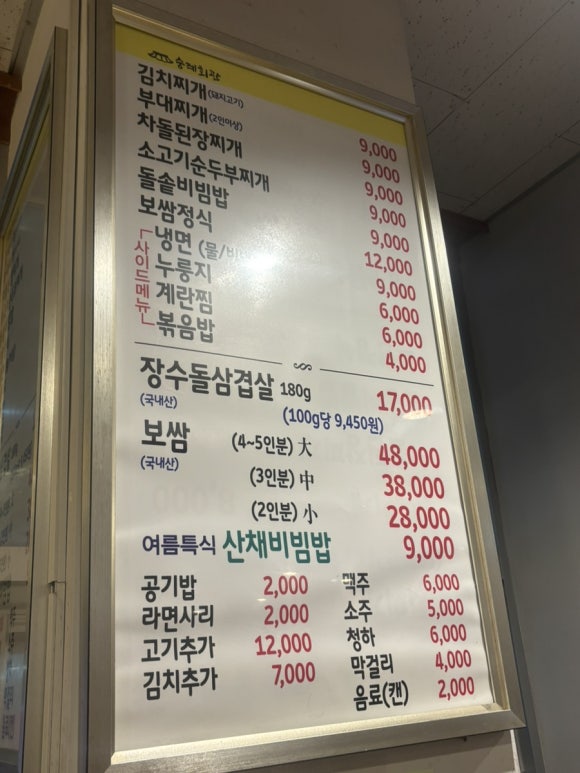 김치찌개(돼지고기) 9,000
부대찌개(2인이상) 9,000
차돌된장찌개 9,000
소고기순두부찌개 9,000
돌솥비빔밥 9,000
보쌈정식 12,000
사이드메뉴
냉면 (물/비 9,000
누룽지 6,000
계란찜 6,000
볶음밥 4,000
장수돌삼겹살 180g 17,000
(국내산) (100g당 9,450원)
보쌈 (4~5인분) 大 48,000
(국내산) (3인분) 中 38,000
(2인분) 小 28,000
여름특식 산채비빔밥 9,000
공기밥 2,000 맥주 6,000
라면사리 2,000 소주 5,000
고기추가 12,000 청하 6,000
김치추가 7,000 막걸리 4,000
음료(캔) 2,000